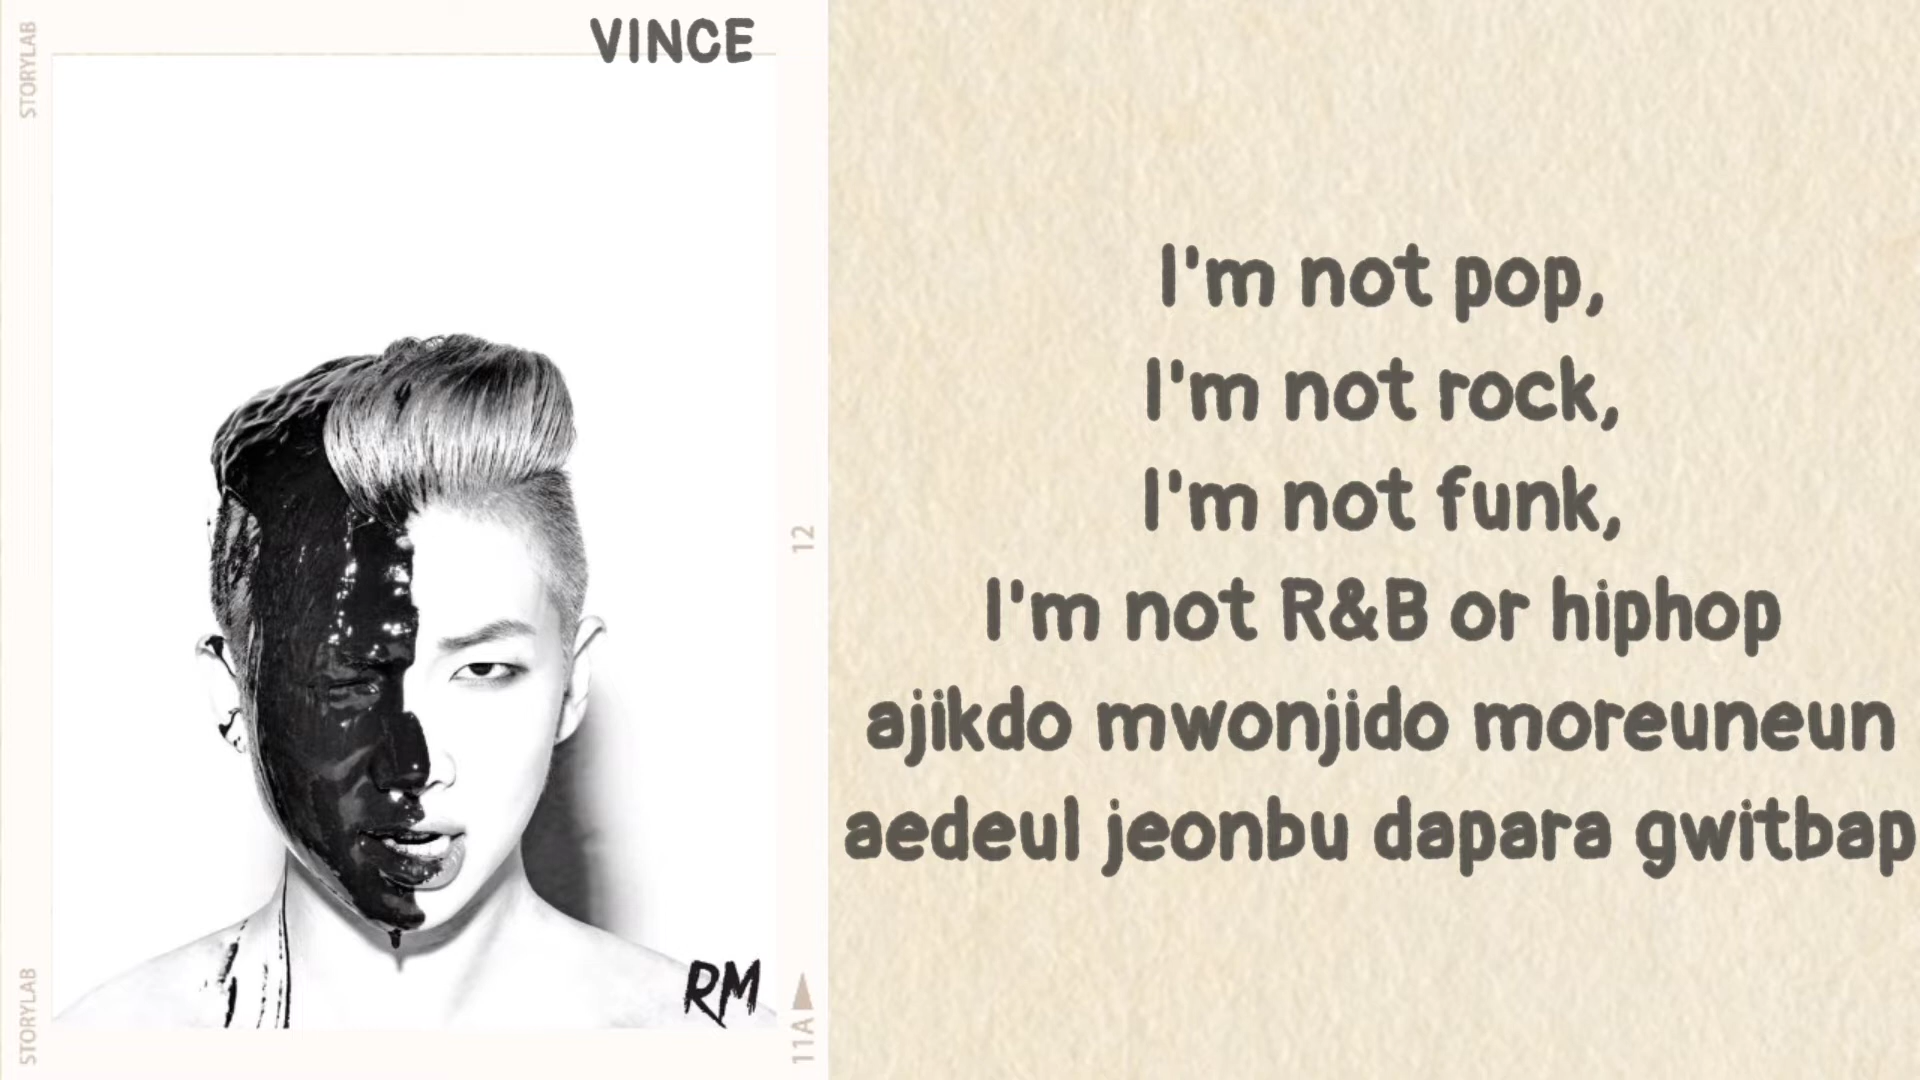 STORYLAB
VINCE
12
RM
STORYLAB
11A
I'm not pop,
I'm not rock,
I'm not funk,
I'm not R&B or hiphop
ajikdo mwonjido moreuneun
aedeul jeonbu dapara gwitbap